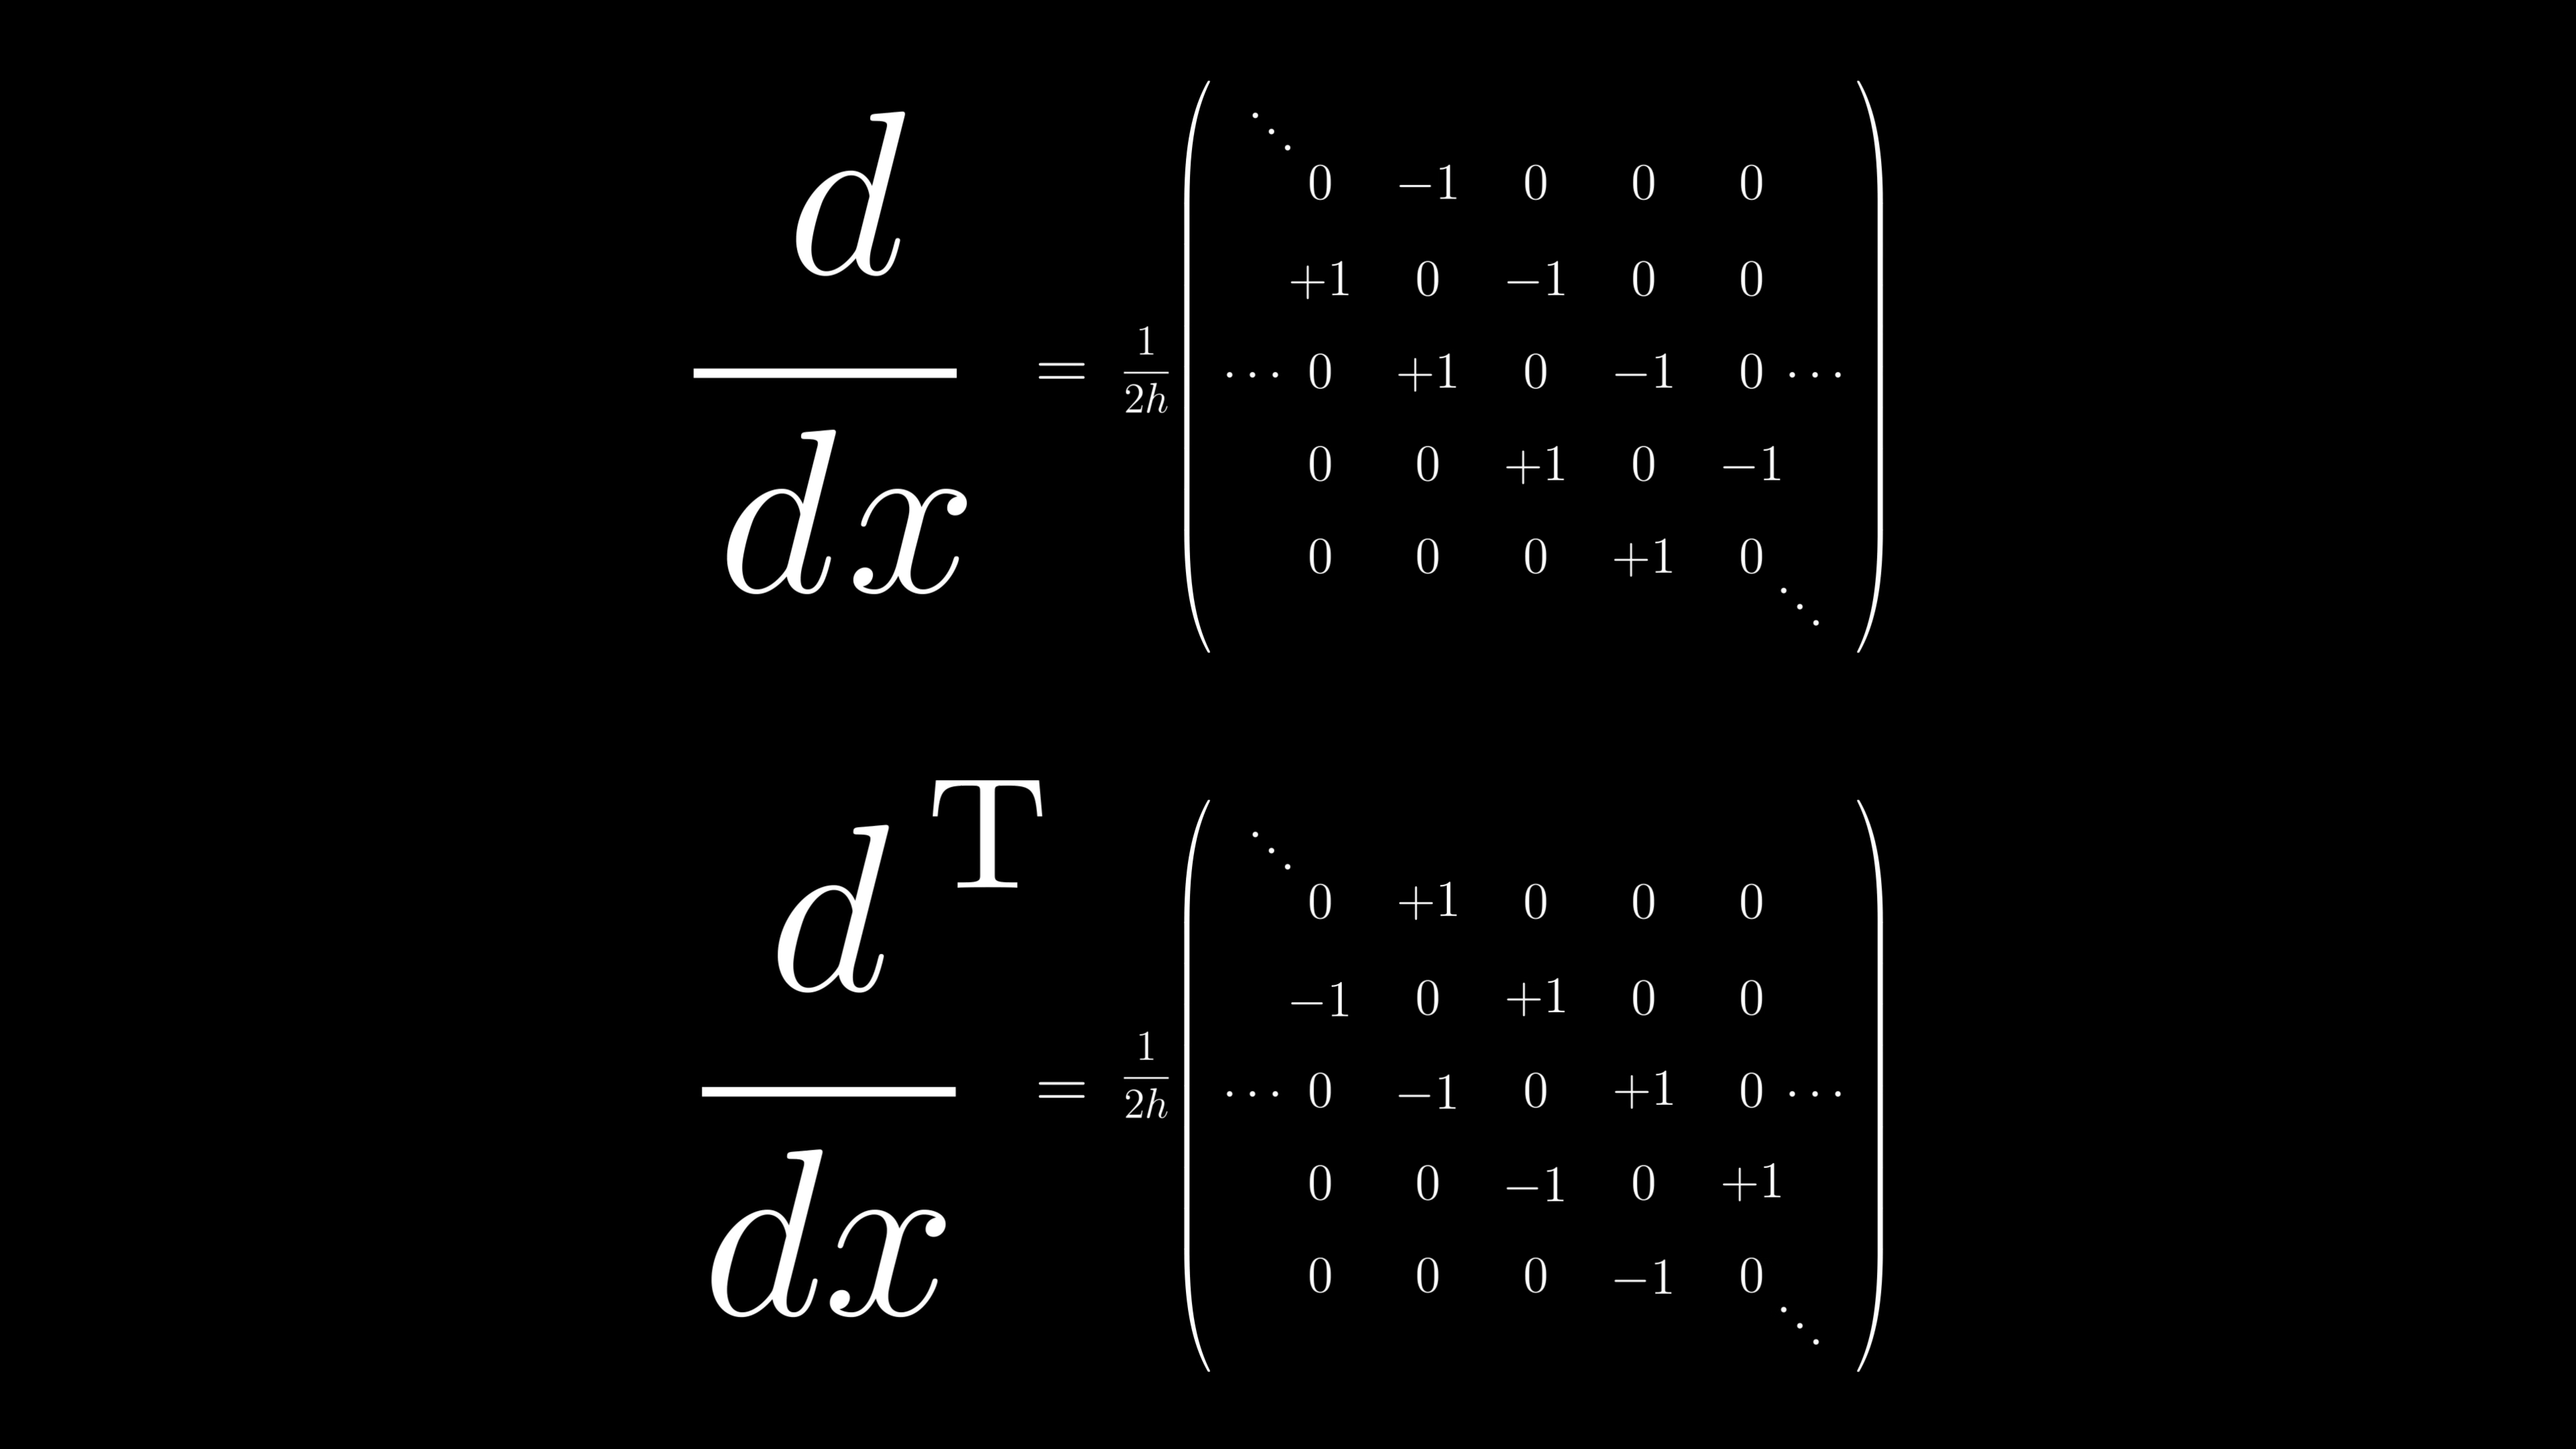 ⋱
0 −1 0 0 0
+1 0 −1 0 0
d/dx = 1/2h ⋯ 0 +1 0 −1 0 ⋯
0 0 +1 0 −1
0 0 0 +1 0
⋱
⋱
0 +1 0 0 0
−1 0 +1 0 0
d/dx T = 1/2h ⋯ 0 −1 0 +1 0 ⋯
0 0 −1 0 +1
0 0 0 −1 0
⋱